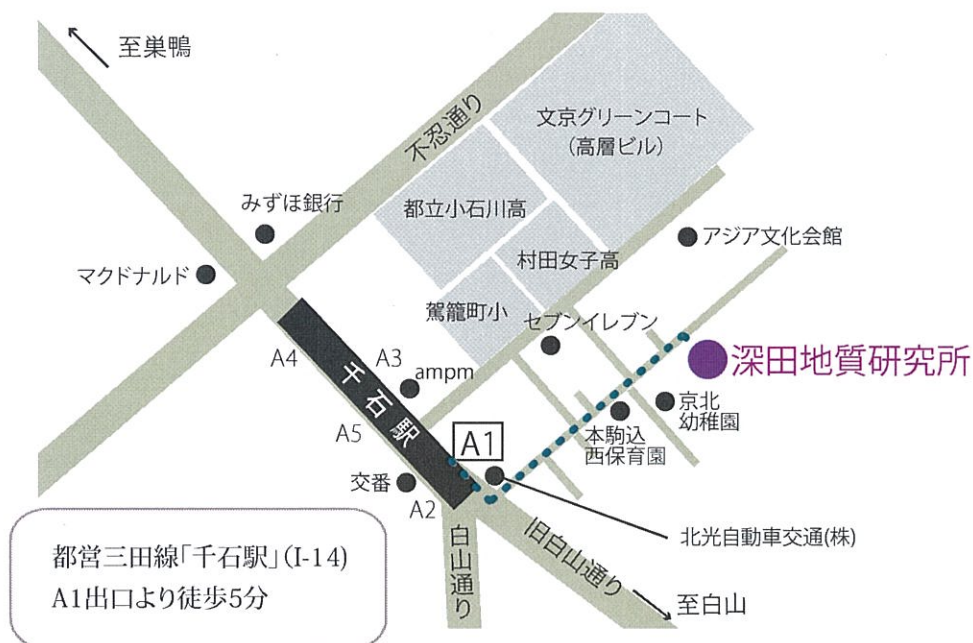 至巣鴨
不忍通り
文京グリーンコート
(高層ビル)
みずほ銀行
都立小石川高
アジア文化会館
マクドナルド
村田女子高
駕籠町小
セブンイレブン
A4
A3
ampm
千石駅
深田地質研究所
A5
A1
京北
幼稚園
本駒込
西保育園
交番
A2
白山通り
旧白山通り
北光自動車交通(株)
至白山
都営三田線「千石駅」(I-14)
A1出口より徒歩5分